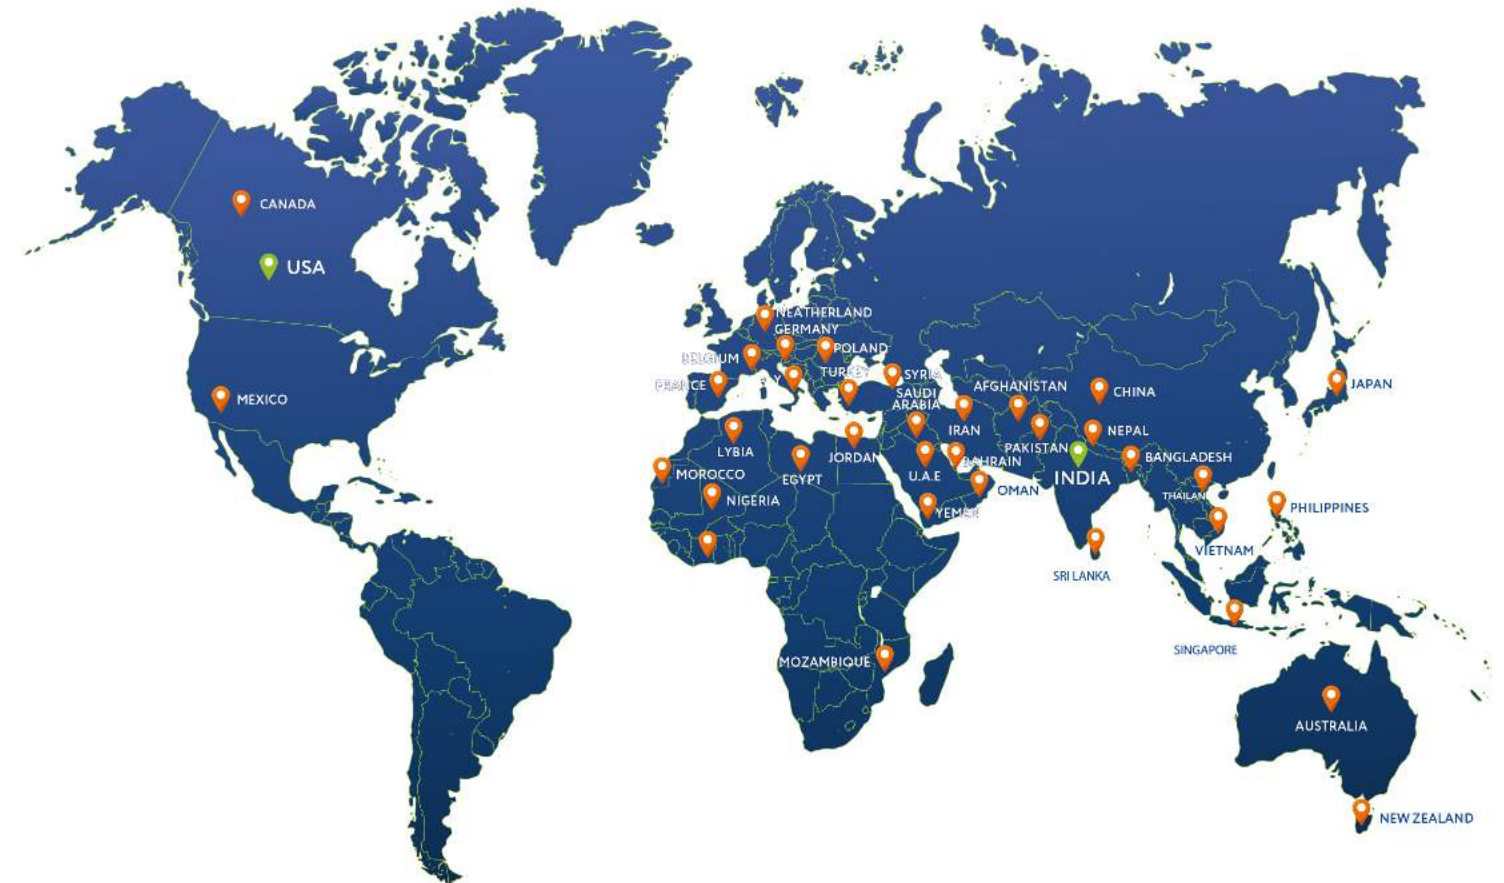 CANADA
USA
MEXICO
NEATHERLAND
GERMANY
BELGIUM
POLAND
FRANCE
Y
TURKEY
SYRIA
SAUDI
ARABIA
AFGHANISTAN
CHINA
JAPAN
IRAN
NEPAL
LYBIA
JORDAN
PAKISTAN
BANGLADESH
BAHRAIN
MOROCCO
EGYPT
U.A.E
INDIA
OMAN
THAILAN
NIGERIA
YEMEN
PHILIPPINES
VIETNAM
SRI LANKA
SINGAPORE
MOZAMBIQUE
AUSTRALIA
NEW ZEALAND